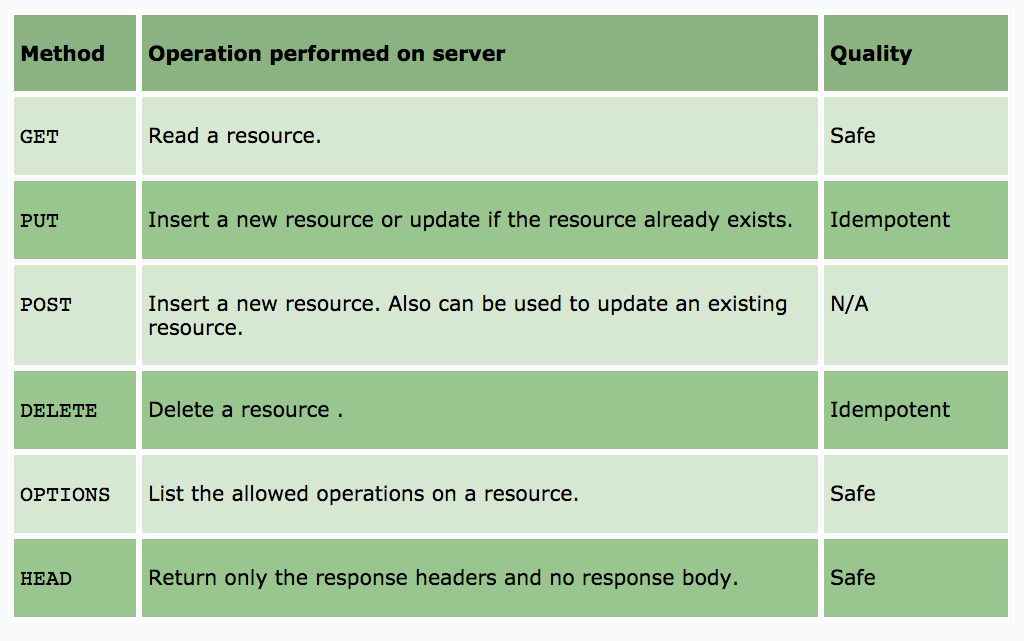 Method Operation performed on server Quality
GET Read a resource. Safe
PUT Insert a new resource or update if the resource already exists. Idempotent
POST Insert a new resource. Also can be used to update an existing N/A
resource.
DELETE Delete a resource . Idempotent
OPTIONS List the allowed operations on a resource. Safe
HEAD Return only the response headers and no response body. Safe